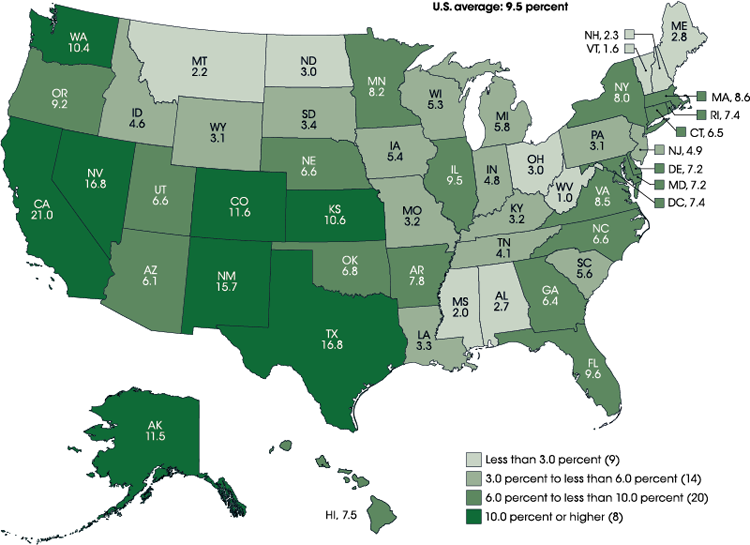 U.S. average: 9.5 percent
WA
10.4
OR
9.2
CA
21.0
NV
16.8
ID
4.6
MT
2.2
WY
3.1
UT
6.6
AZ
6.1
CO
11.6
NM
15.7
ND
3.0
SD
3.4
NE
6.6
KS
10.6
OK
6.8
TX
16.8
MN
8.2
IA
5.4
MO
3.2
AR
7.8
LA
3.3
WI
5.3
IL
9.5
MI
5.8
IN
4.8
OH
3.0
KY
3.2
TN
4.1
MS
2.0
AL
2.7
GA
6.4
FL
9.6
SC
5.6
NC
6.6
VA
8.5
WV
1.0
PA
3.1
NY
8.0
NH, 2.3
VT, 1.6
ME
2.8
MA, 8.6
RI, 7.4
CT, 6.5
NJ, 4.9
DE, 7.2
MD, 7.2
DC, 7.4
AK
11.5
HI, 7.5
Less than 3.0 percent (9)
3.0 percent to less than 6.0 percent (14)
6.0 percent to less than 10.0 percent (20)
10.0 percent or higher (8)